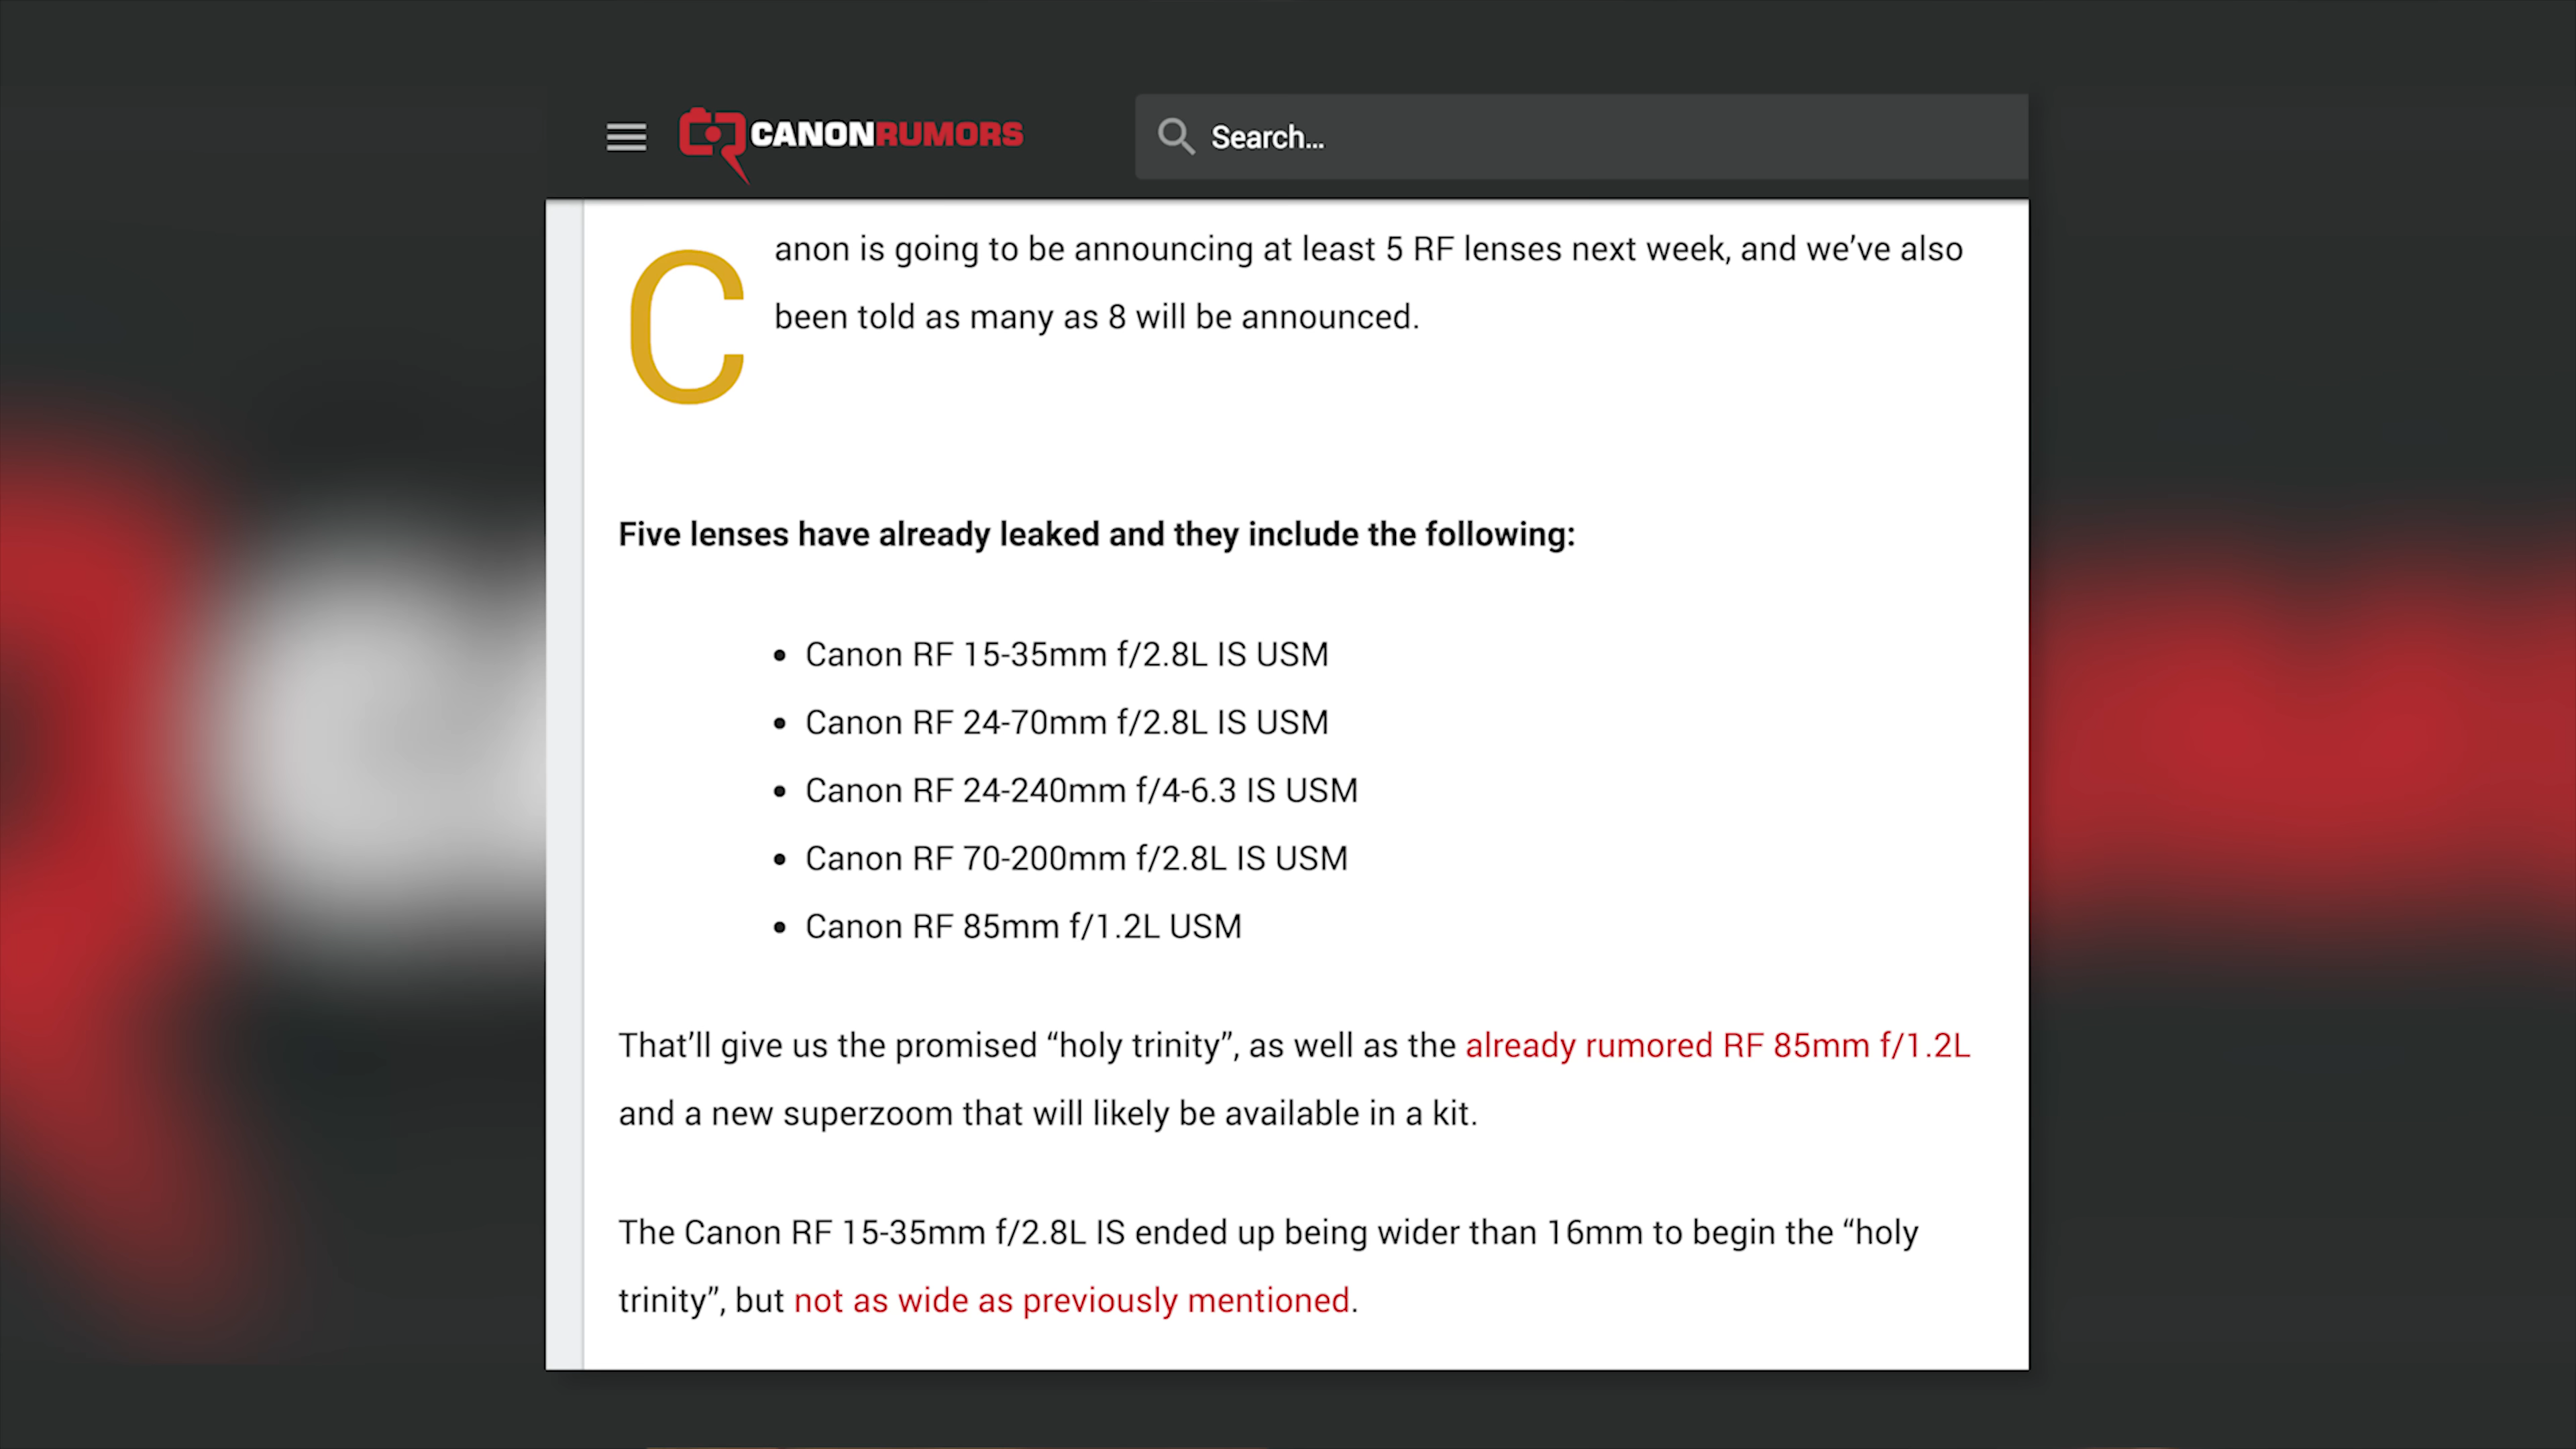 CANONRUMORS
Search...
Canon is going to be announcing at least 5 RF lenses next week, and we’ve also
been told as many as 8 will be announced.
Five lenses have already leaked and they include the following:
• Canon RF 15-35mm f/2.8L IS USM
• Canon RF 24-70mm f/2.8L IS USM
• Canon RF 24-240mm f/4-6.3 IS USM
• Canon RF 70-200mm f/2.8L IS USM
• Canon RF 85mm f/1.2L USM
That’ll give us the promised “holy trinity”, as well as the already rumored RF 85mm f/1.2L
and a new superzoom that will likely be available in a kit.
The Canon RF 15-35mm f/2.8L IS ended up being wider than 16mm to begin the “holy
trinity”, but not as wide as previously mentioned.